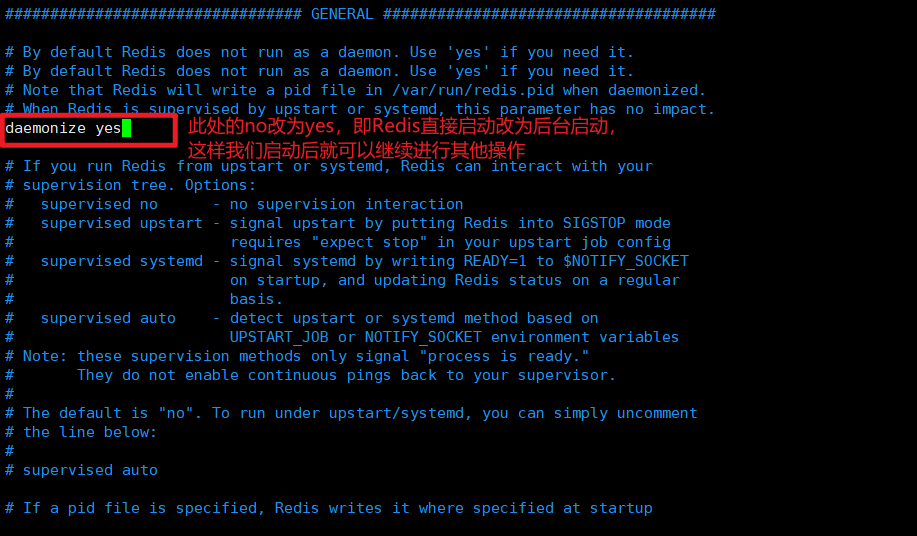 ################################# GENERAL #####################################
# By default Redis does not run as a daemon. Use 'yes' if you need it.
# By default Redis does not run as a daemon. Use 'yes' if you need it.
# Note that Redis will write a pid file in /var/run/redis.pid when daemonized.
# When Redis is supervised by upstart or systemd, this parameter has no impact.
daemonize yes
此处的no改为yes，即Redis直接启动改为后台启动，
这样我们启动后就可以继续进行其他操作
# If you run Redis from upstart or systemd, Redis can interact with your
# supervision tree. Options:
#   supervised no      - no supervision interaction
#   supervised upstart - signal upstart by putting Redis into SIGSTOP mode
#                        requires "expect stop" in your upstart job config
#   supervised systemd - signal systemd by writing READY=1 to $NOTIFY_SOCKET
#                        on startup, and updating Redis status on a regular
#                        basis.
#   supervised auto    - detect upstart or systemd method based on
#                        UPSTART_JOB or NOTIFY_SOCKET environment variables
# Note: these supervision methods only signal "process is ready."
#       They do not enable continuous pings back to your supervisor.
#
# The default is "no". To run under upstart/systemd, you can simply uncomment
# the line below:
#
# supervised auto
# If a pid file is specified, Redis writes it where specified at startup